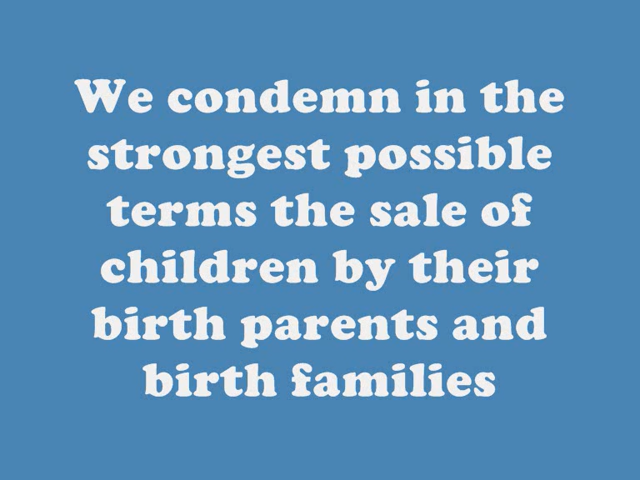 We condemn in the
strongest possible
terms the sale of
children by their
birth parents and
birth families